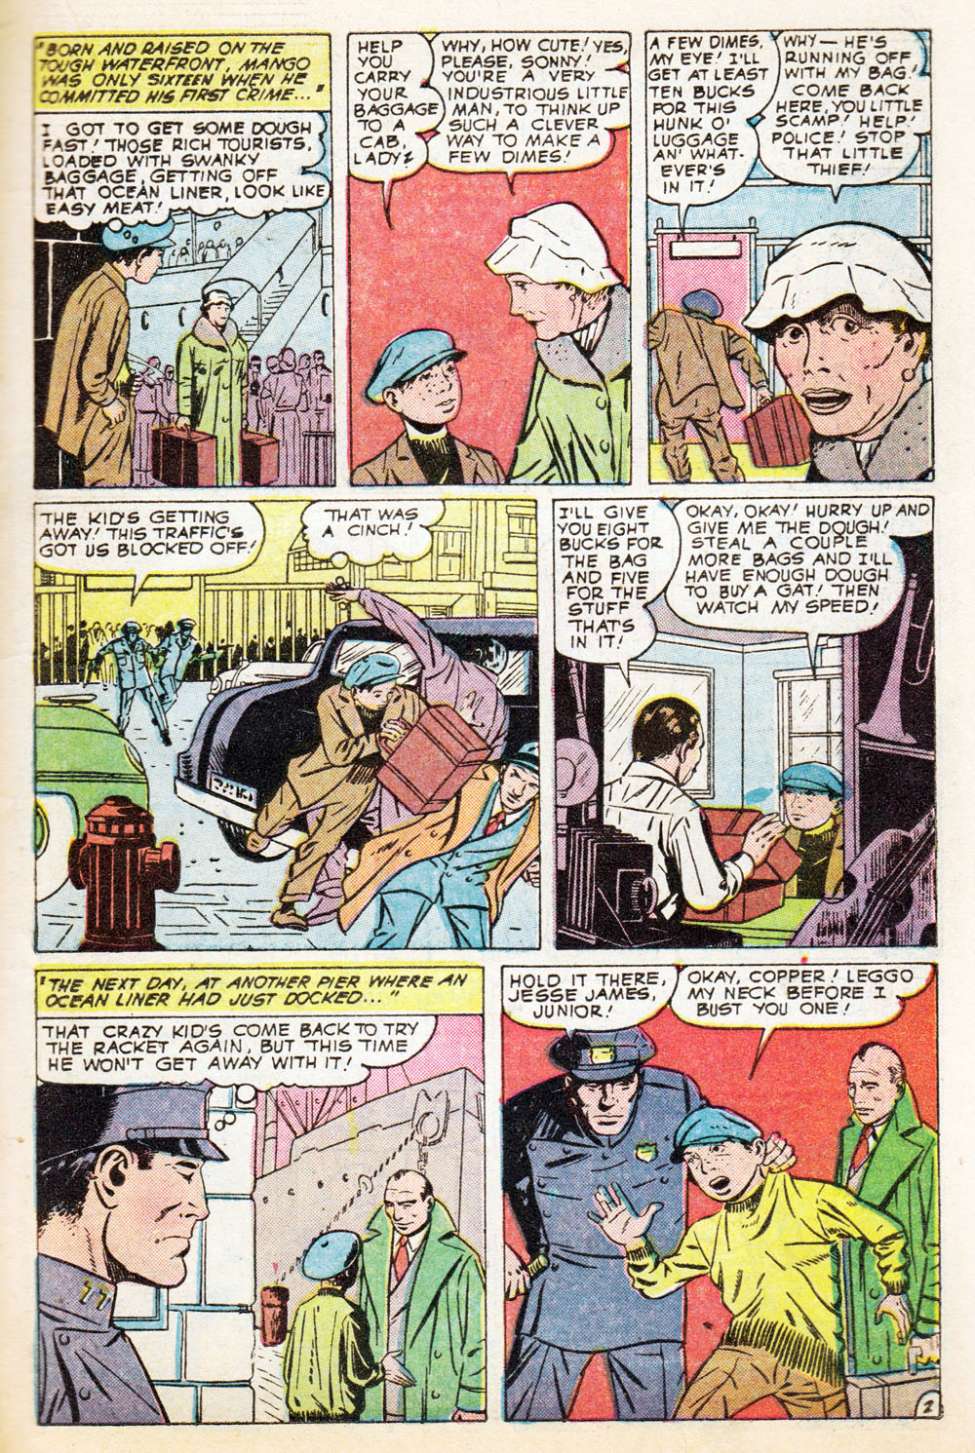 "BORN AND RAISED ON THE
TOUGH WATERFRONT, MANGO
WAS ONLY SIXTEEN WHEN HE
COMMITTED HIS FIRST CRIME..."
I GOT TO GET SOME DOUGH
FAST! THOSE RICH TOURISTS,
LOADED WITH SWANKY
BAGGAGE, GETTING OFF
THAT OCEAN LINER, LOOK LIKE
EASY MEAT!
HELP
YOU
CARRY
YOUR
BAGGAGE
TO A
CAB,
LADY?
WHY, HOW CUTE! YES,
PLEASE, SONNY!
YOU'RE A VERY
INDUSTRIOUS LITTLE
MAN, TO THINK UP
SUCH A CLEVER
WAY TO MAKE A
FEW DIMES!
A FEW DIMES,
MY EYE! I'LL
GET AT LEAST
TEN BUCKS
FOR THIS
HUNK O'
LUGGAGE
AN' WHAT-
EVER'S
IN IT!
WHY— HE'S
RUNNING OFF
WITH MY BAG!
COME BACK
HERE, YOU LITTLE
SCAMP! HELP!
POLICE! STOP
THAT LITTLE
THIEF!
THE KID'S GETTING
AWAY! THIS TRAFFIC'S
GOT US BLOCKED OFF!
THAT WAS
A CINCH!
I'LL GIVE
YOU EIGHT
BUCKS FOR
THE BAG
AND FIVE
FOR THE
STUFF
THAT'S
IN IT!
OKAY, OKAY! HURRY UP AND
GIVE ME THE DOUGH!
STEAL A COUPLE
MORE BAGS AND I'LL
HAVE ENOUGH DOUGH
TO BUY A GAT! THEN
WATCH MY SPEED!
"THE NEXT DAY, AT ANOTHER PIER WHERE AN
OCEAN LINER HAD JUST DOCKED..."
THAT CRAZY KID'S COME BACK TO TRY
THE RACKET AGAIN, BUT THIS TIME
HE WON'T GET AWAY WITH IT!
77
HOLD IT THERE,
JESSE JAMES,
JUNIOR!
OKAY, COPPER! LEGGO
MY NECK BEFORE I
BUST YOU ONE!
2